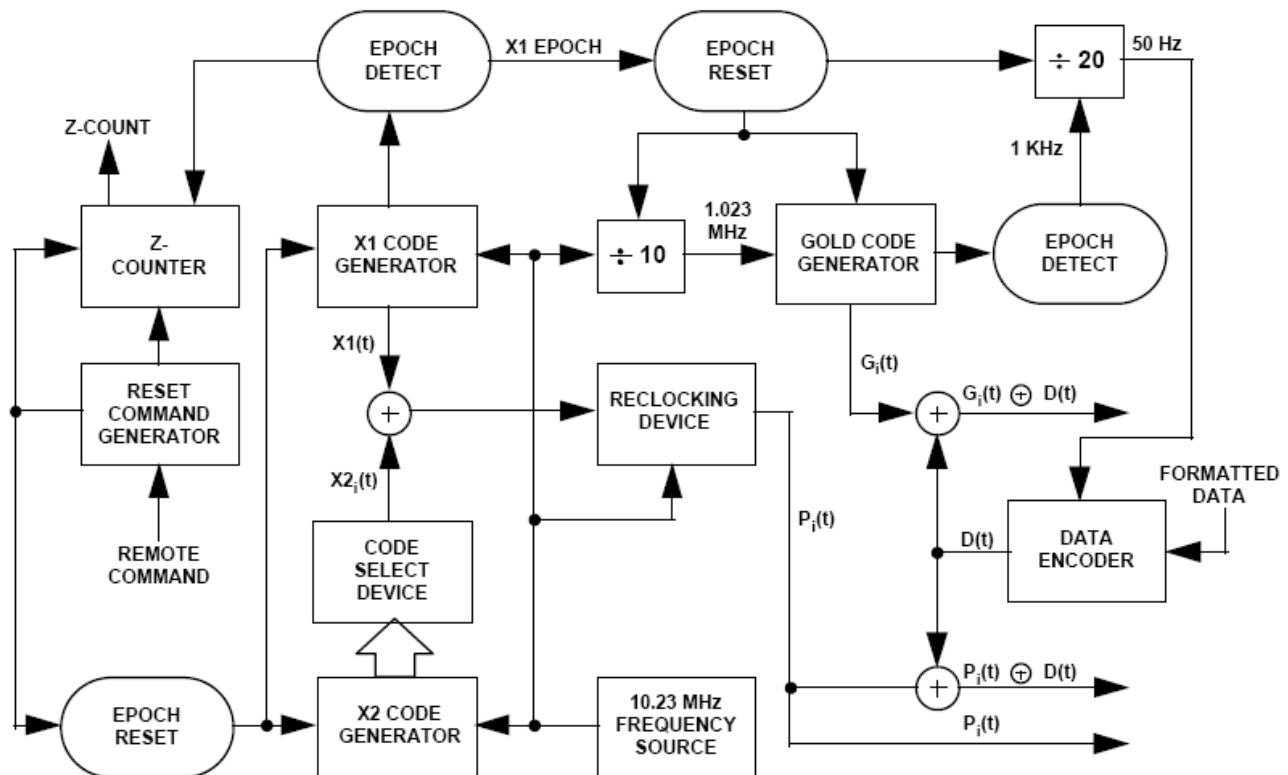 EPOCH
DETECT
X1 EPOCH
EPOCH
RESET
÷ 20
50 Hz
Z-COUNT
1 KHz
Z-
COUNTER
X1 CODE
GENERATOR
÷ 10
1.023
MHz
GOLD CODE
GENERATOR
EPOCH
DETECT
X1(t)
Gi(t)
RESET
COMMAND
GENERATOR
+
RECLOCKING
DEVICE
+
Gi(t) ⊕ D(t)
X2i(t)
FORMATTED
DATA
REMOTE
COMMAND
CODE
SELECT
DEVICE
Pi(t)
D(t)
DATA
ENCODER
EPOCH
RESET
X2 CODE
GENERATOR
10.23 MHz
FREQUENCY
SOURCE
+
Pi(t) ⊕ D(t)
Pi(t)